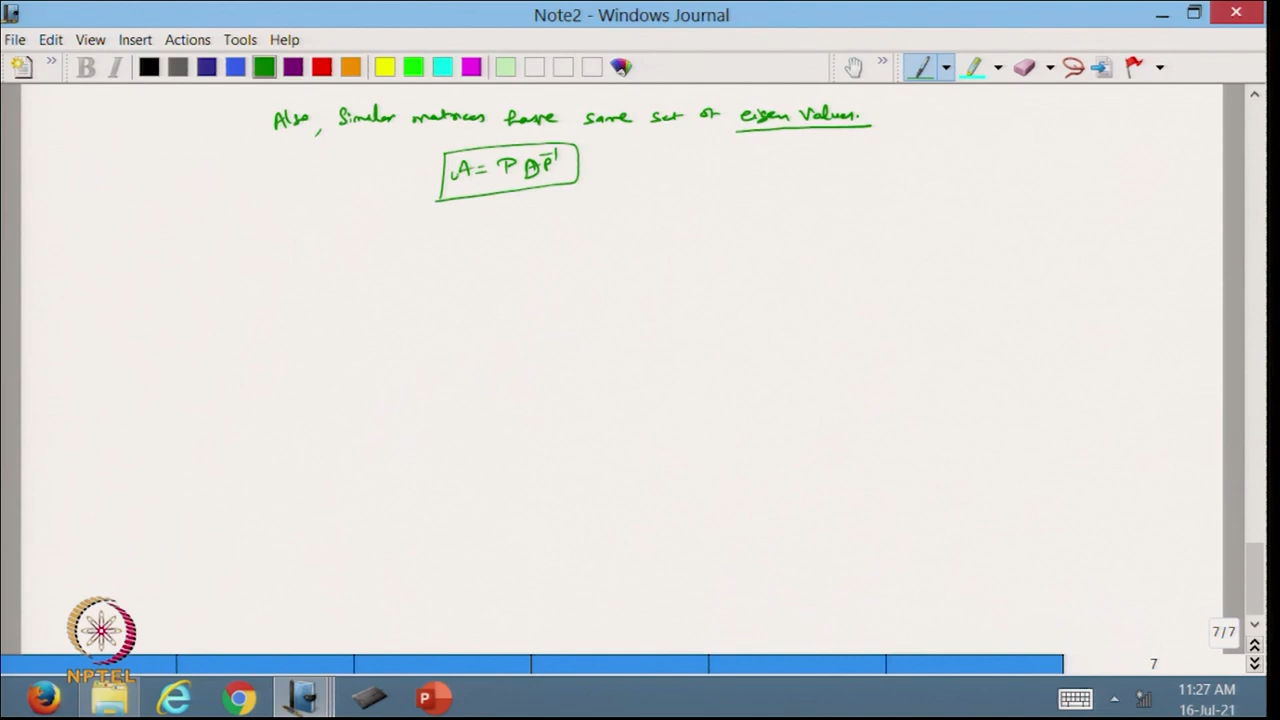 Note2 - Windows Journal
File Edit View Insert Actions Tools Help
B I
Also, Similar matrices have same set of eigen values.
A = P D P⁻¹
7/7
7
NPTEL
11:27 AM
16-Jul-21